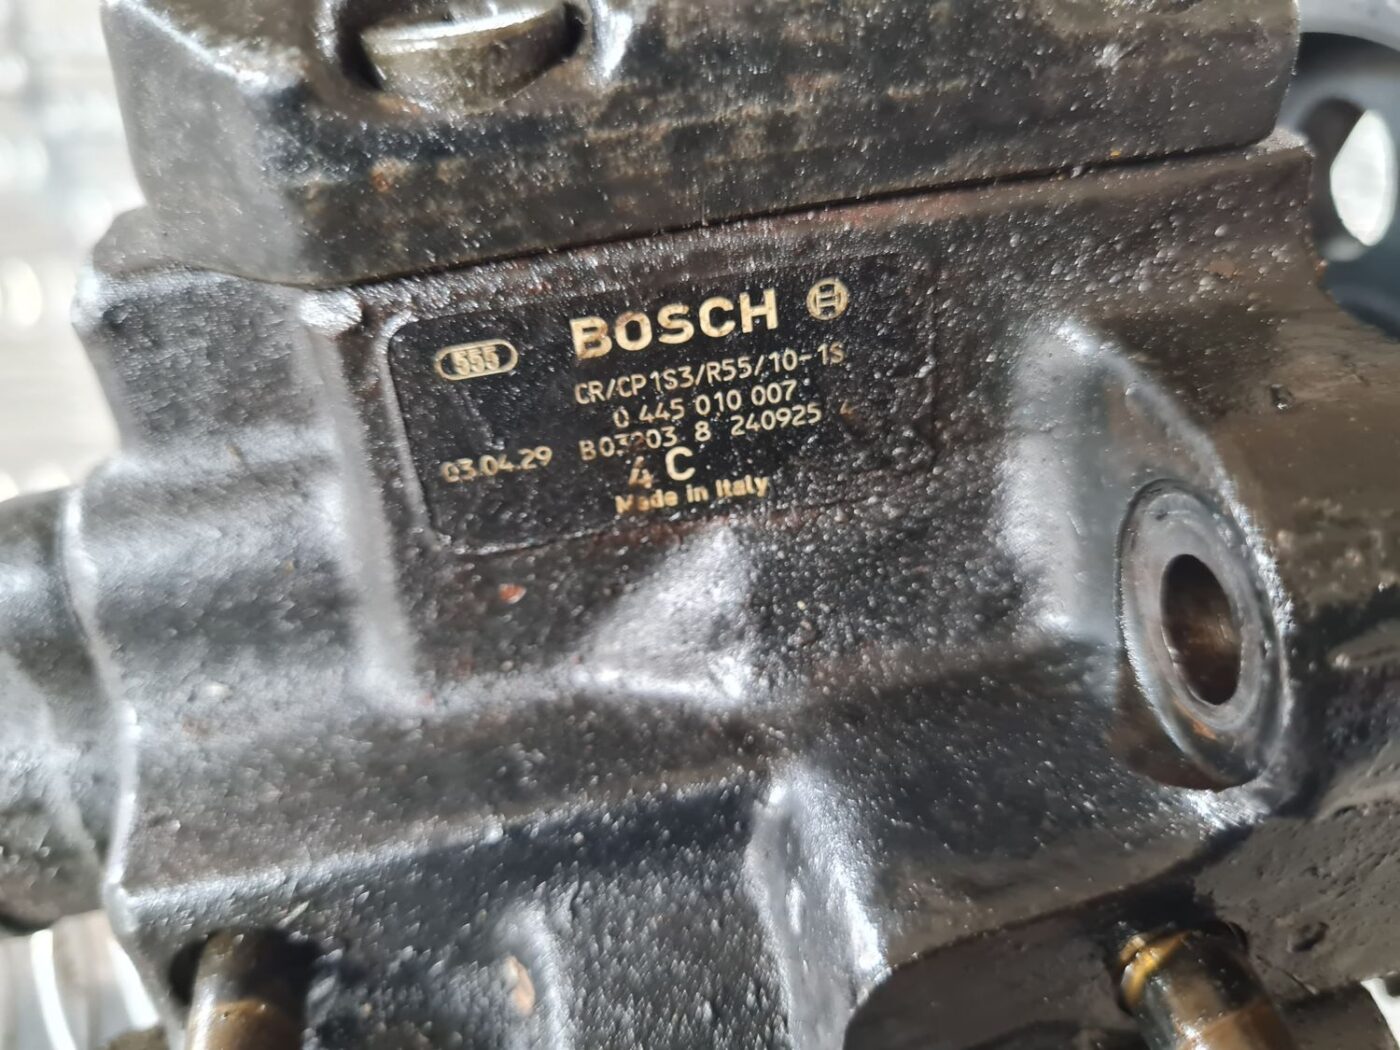 BOSCH
555
CR/CP1S3/R55/10-1S
0 445 010 007
03.04.29 B03203 8 240925 4
4 C
Made in Italy